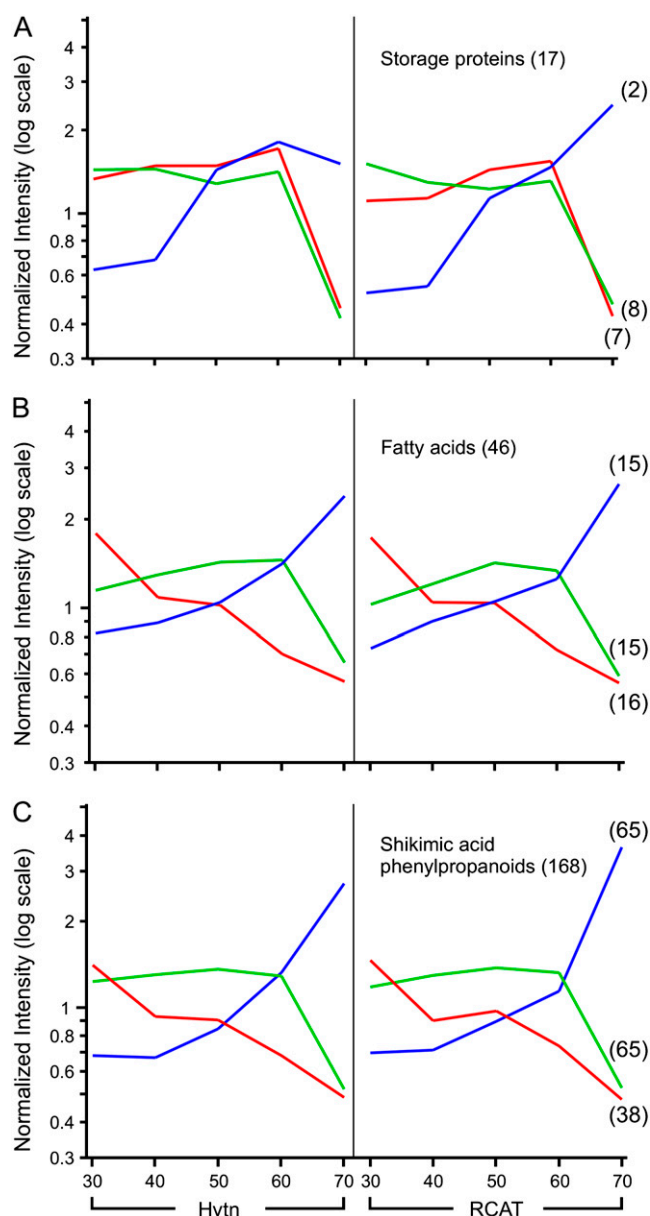 A
Normalized Intensity (log scale)
5
4
3
2
1
0.8
0.6
0.4
0.3
Storage proteins (17)
(2)
(8)
(7)
B
Normalized Intensity (log scale)
4
3
2
1
0.8
0.6
0.4
0.3
Fatty acids (46)
(15)
(15)
(16)
C
Normalized Intensity (log scale)
4
3
2
1
0.8
0.6
0.4
0.3
Shikimic acid
phenylpropanoids (168)
(65)
(65)
(38)
30 40 50 60 70 30 40 50 60 70
Hvtn RCAT